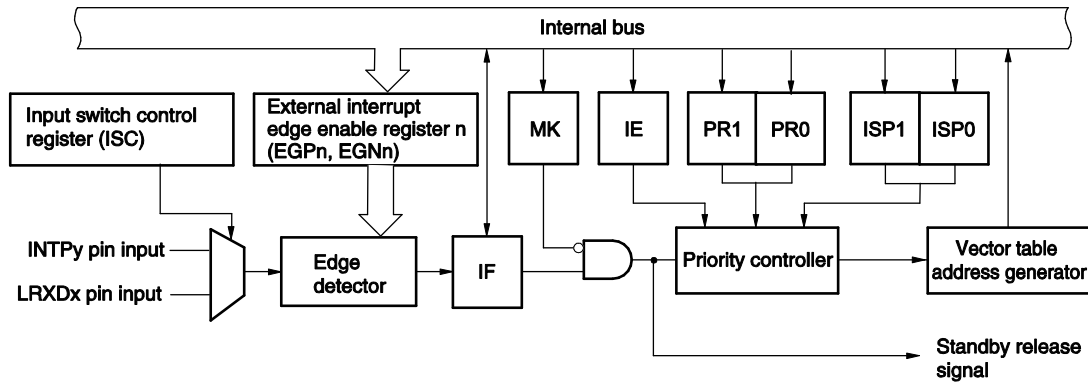 Internal bus
Input switch control
register (ISC)
External interrupt
edge enable register n
(EGPn, EGNn)
MK
IE
PR1
PR0
ISP1
ISP0
INTPy pin input
LRXDx pin input
Edge
detector
IF
Priority controller
Vector table
address generator
Standby release
signal